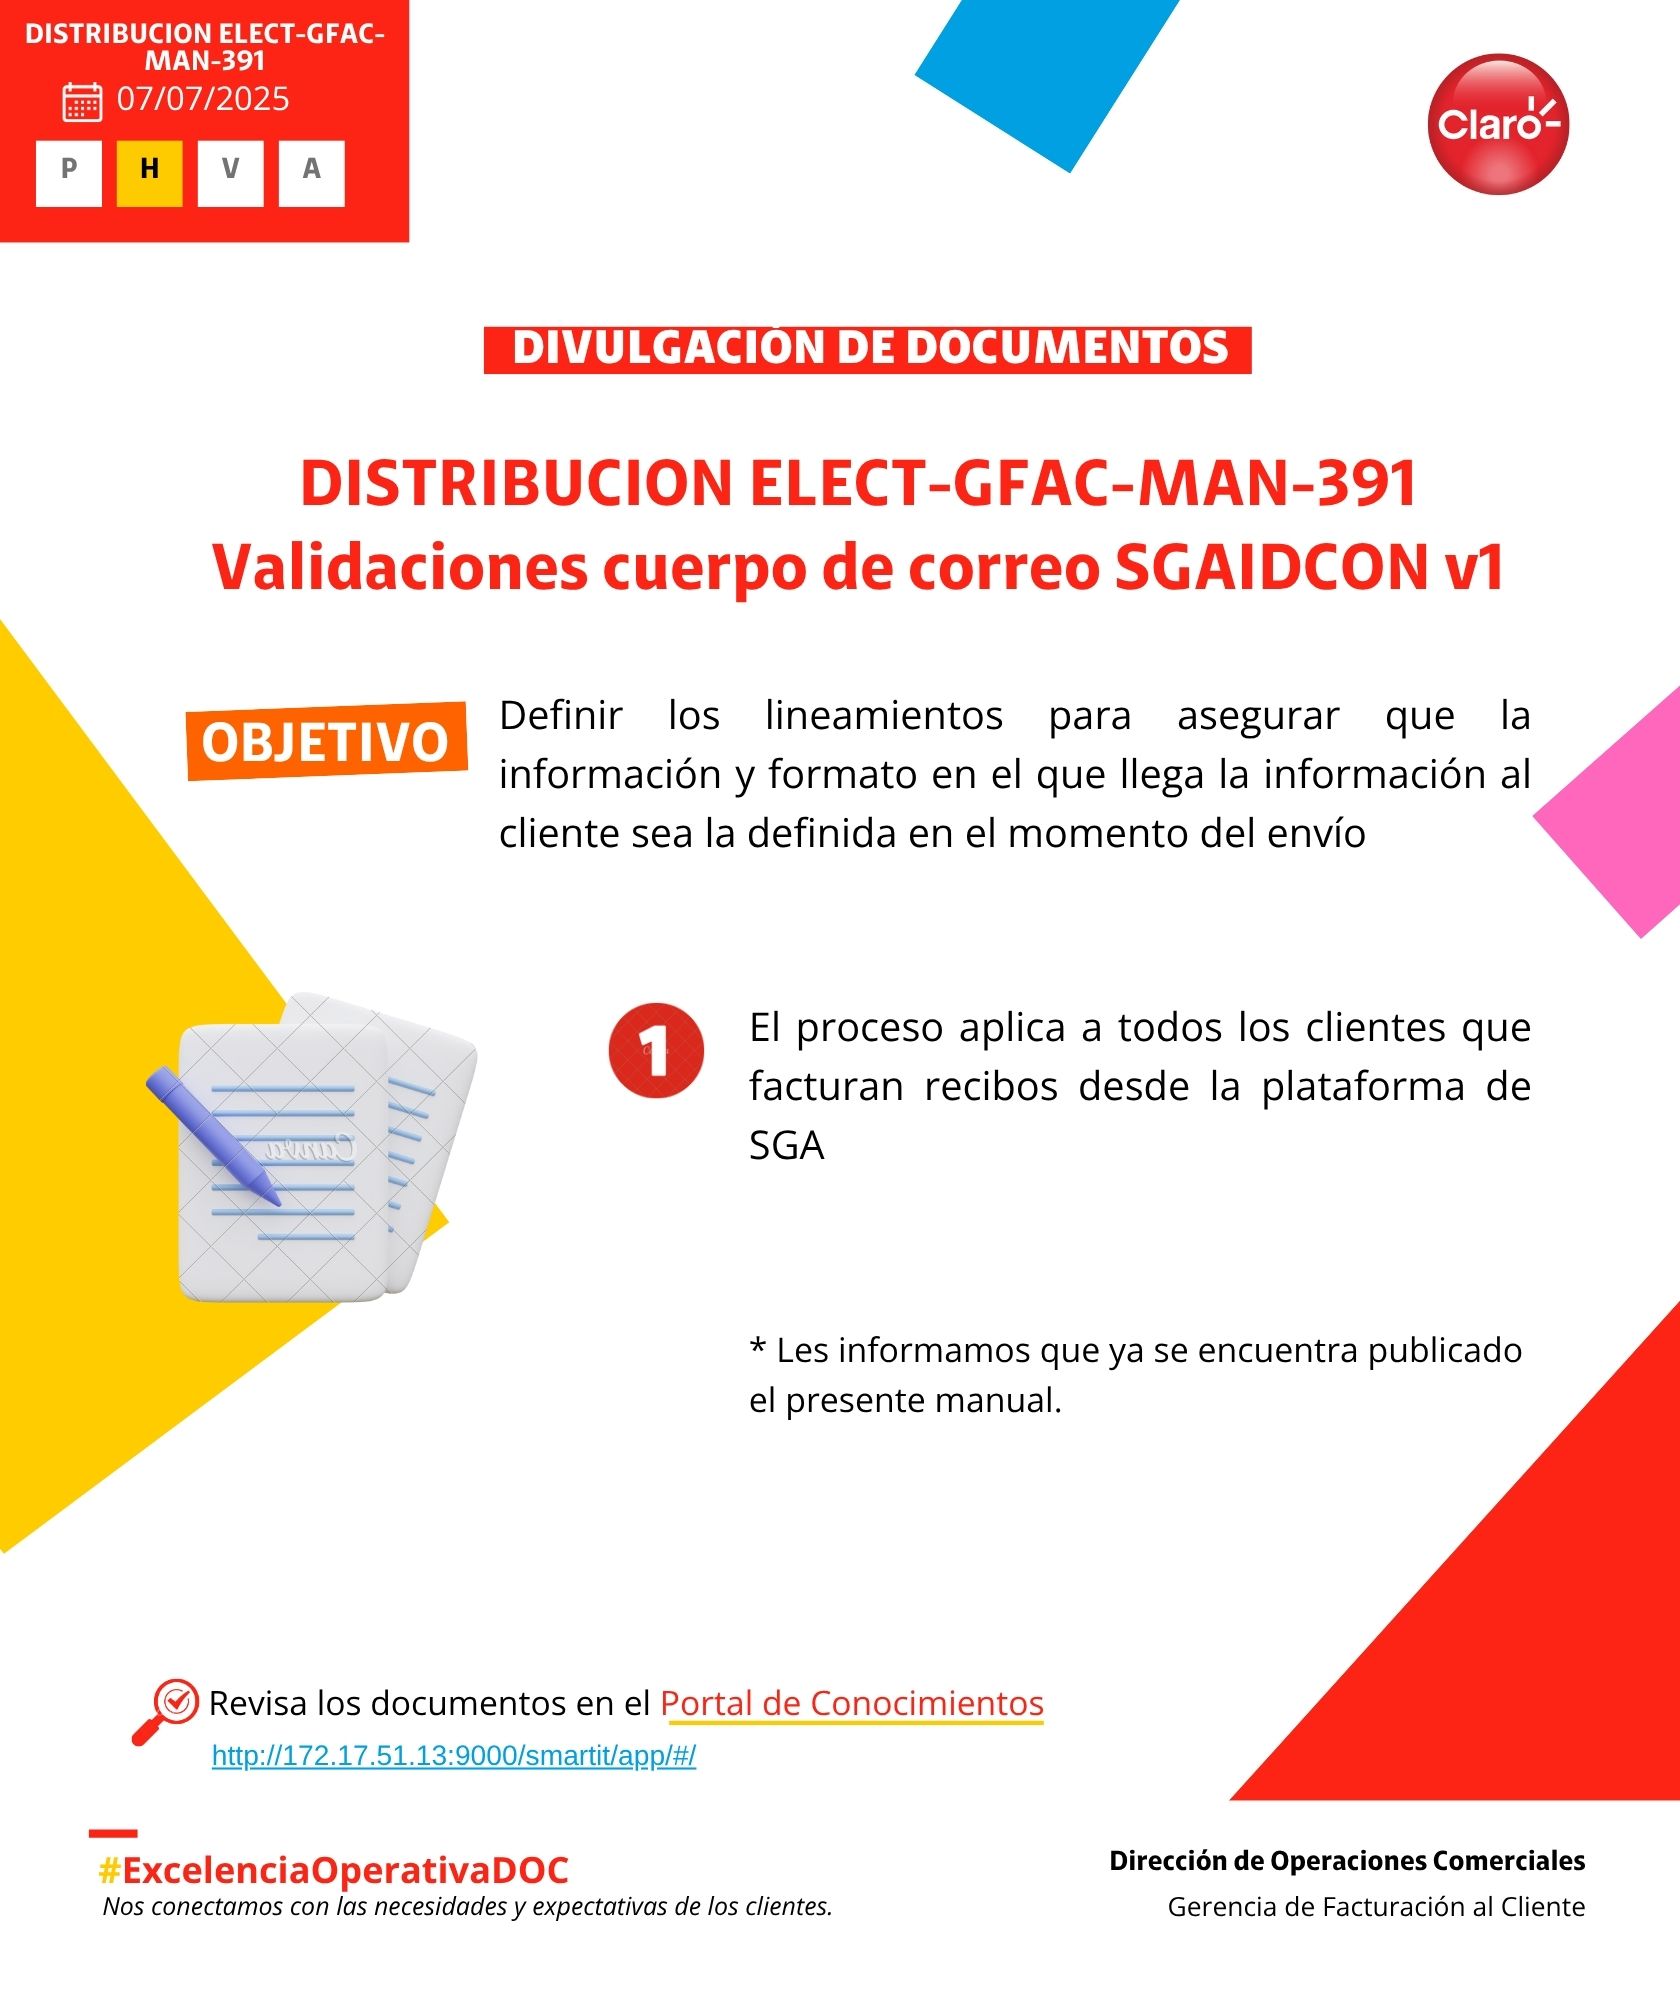 DISTRIBUCION ELECT-GFAC-
MAN-391
07/07/2025
P H V A
Claro
DIVULGACIÓN DE DOCUMENTOS
DISTRIBUCION ELECT-GFAC-MAN-391
Validaciones cuerpo de correo SGAIDCON v1
OBJETIVO
Definir los lineamientos para asegurar que la
información y formato en el que llega la información al
cliente sea la definida en el momento del envío
1
El proceso aplica a todos los clientes que
facturan recibos desde la plataforma de
SGA
Canva
* Les informamos que ya se encuentra publicado
el presente manual.
Revisa los documentos en el Portal de Conocimientos
http://172.17.51.13:9000/smartit/app/#/
#ExcelenciaOperativaDOC
Nos conectamos con las necesidades y expectativas de los clientes.
Dirección de Operaciones Comerciales
Gerencia de Facturación al Cliente